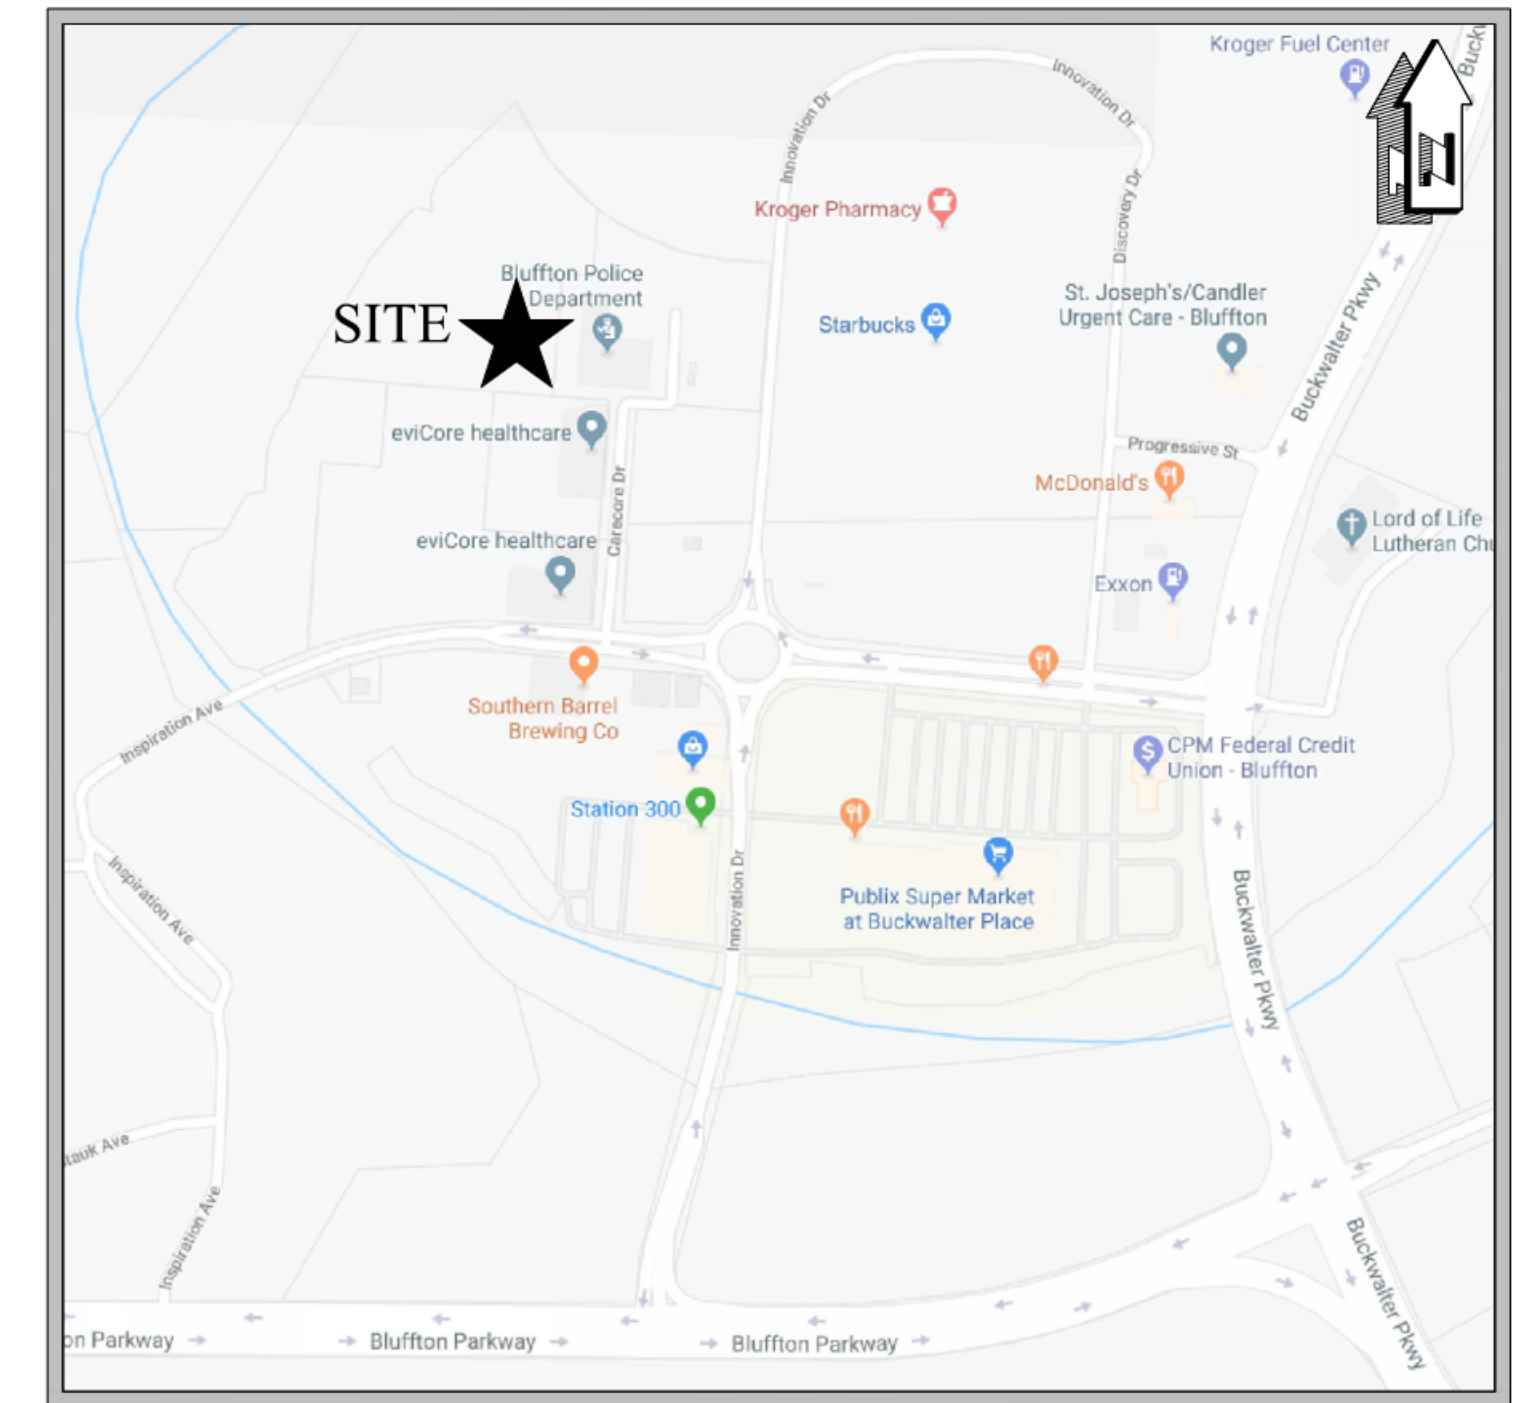 Kroger Fuel Center
Innovation Dr
Innovation Dr
Kroger Pharmacy
Discovery Dr
N
Bluffton Police
Department
SITE
Starbucks
St. Joseph's/Candler
Urgent Care - Bluffton
Buckwalter Pkwy
eviCore healthcare
Progressive St
McDonald's
Carecore Dr
Lord of Life
Lutheran Chu
eviCore healthcare
Exxon
Southern Barrel
Brewing Co
Inspiration Ave
CPM Federal Credit
Union - Bluffton
Station 300
Innovation Dr
Publix Super Market
at Buckwalter Place
Inspiration Ave
Buckwalter Pkwy
tauk Ave
Inspiration Ave
Buckwalter Pkwy
on Parkway
Bluffton Parkway
Bluffton Parkway